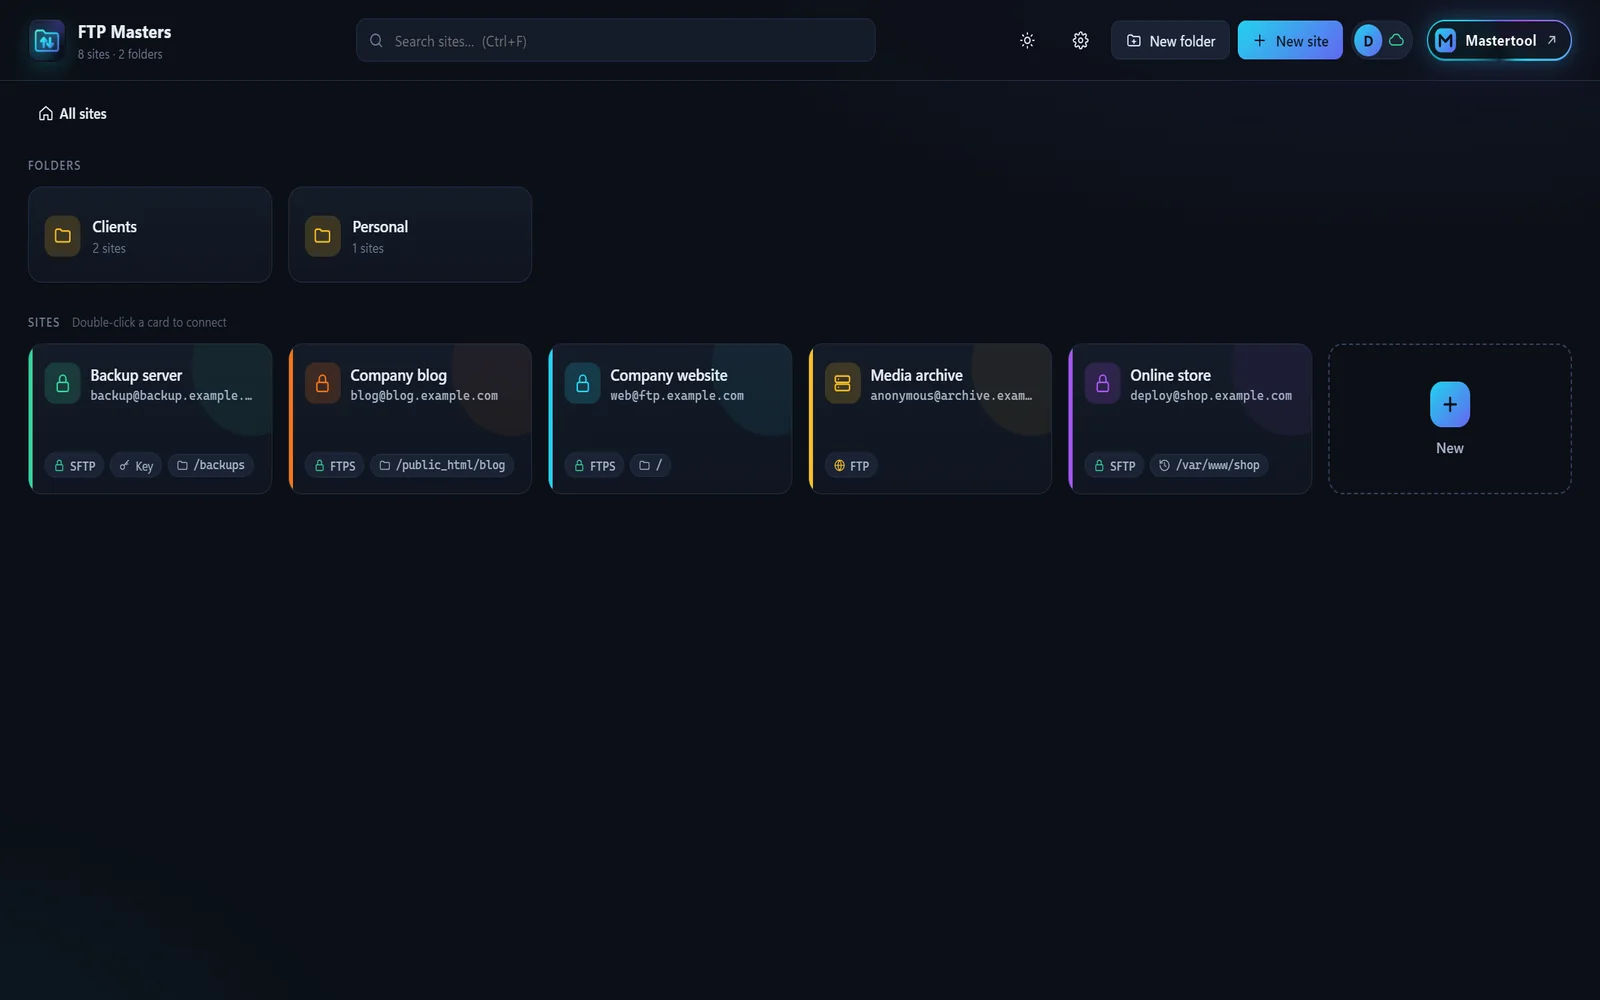 FTP Masters
8 sites · 2 folders
Search sites... (Ctrl+F)
New folder
New site
D
Mastertool
All sites
FOLDERS
Clients
2 sites
Personal
1 sites
SITES Double-click a card to connect
Backup server
backup@backup.example.…
SFTP Key /backups
Company blog
blog@blog.example.com
FTPS /public_html/blog
Company website
web@ftp.example.com
FTPS /
Media archive
anonymous@archive.exam…
FTP
Online store
deploy@shop.example.com
SFTP /var/www/shop
New